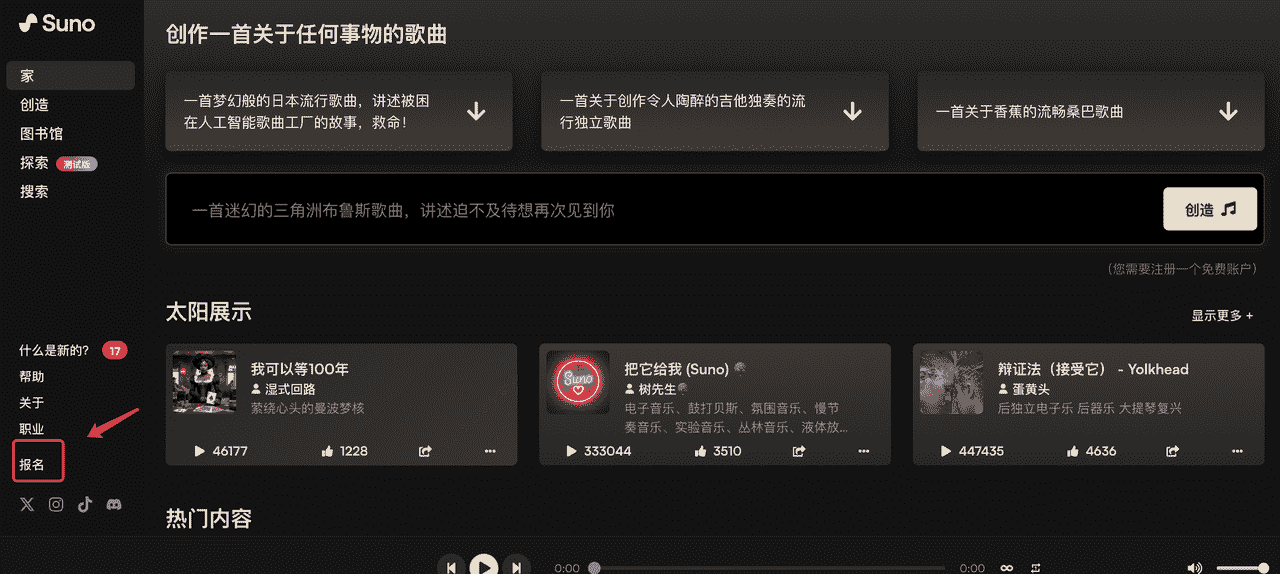 Suno
家
创造
图书馆
探索 测试版
搜索
什么是新的? 17
帮助
关于
职业
报名
创作一首关于任何事物的歌曲
一首梦幻般的日本流行歌曲，讲述被困
在人工智能歌曲工厂的故事，救命！
一首关于创作令人陶醉的吉他独奏的流
行独立歌曲
一首关于香蕉的流畅桑巴歌曲
一首迷幻的三角洲布鲁斯歌曲，讲述迫不及待想再次见到你
创造
（您需要注册一个免费账户）
太阳展示
显示更多 +
我可以等100年
湿式回路
萦绕心头的曼波梦核
46177 1228
把它给我 (Suno)
树先生
电子音乐、鼓打贝斯、氛围音乐、慢节
奏音乐、实验音乐、丛林音乐、液体放...
333044 3510
辩证法（接受它） - Yolkhead
蛋黄头
后独立电子乐 后器乐 大提琴复兴
447435 4636
热门内容
0:00 0:00